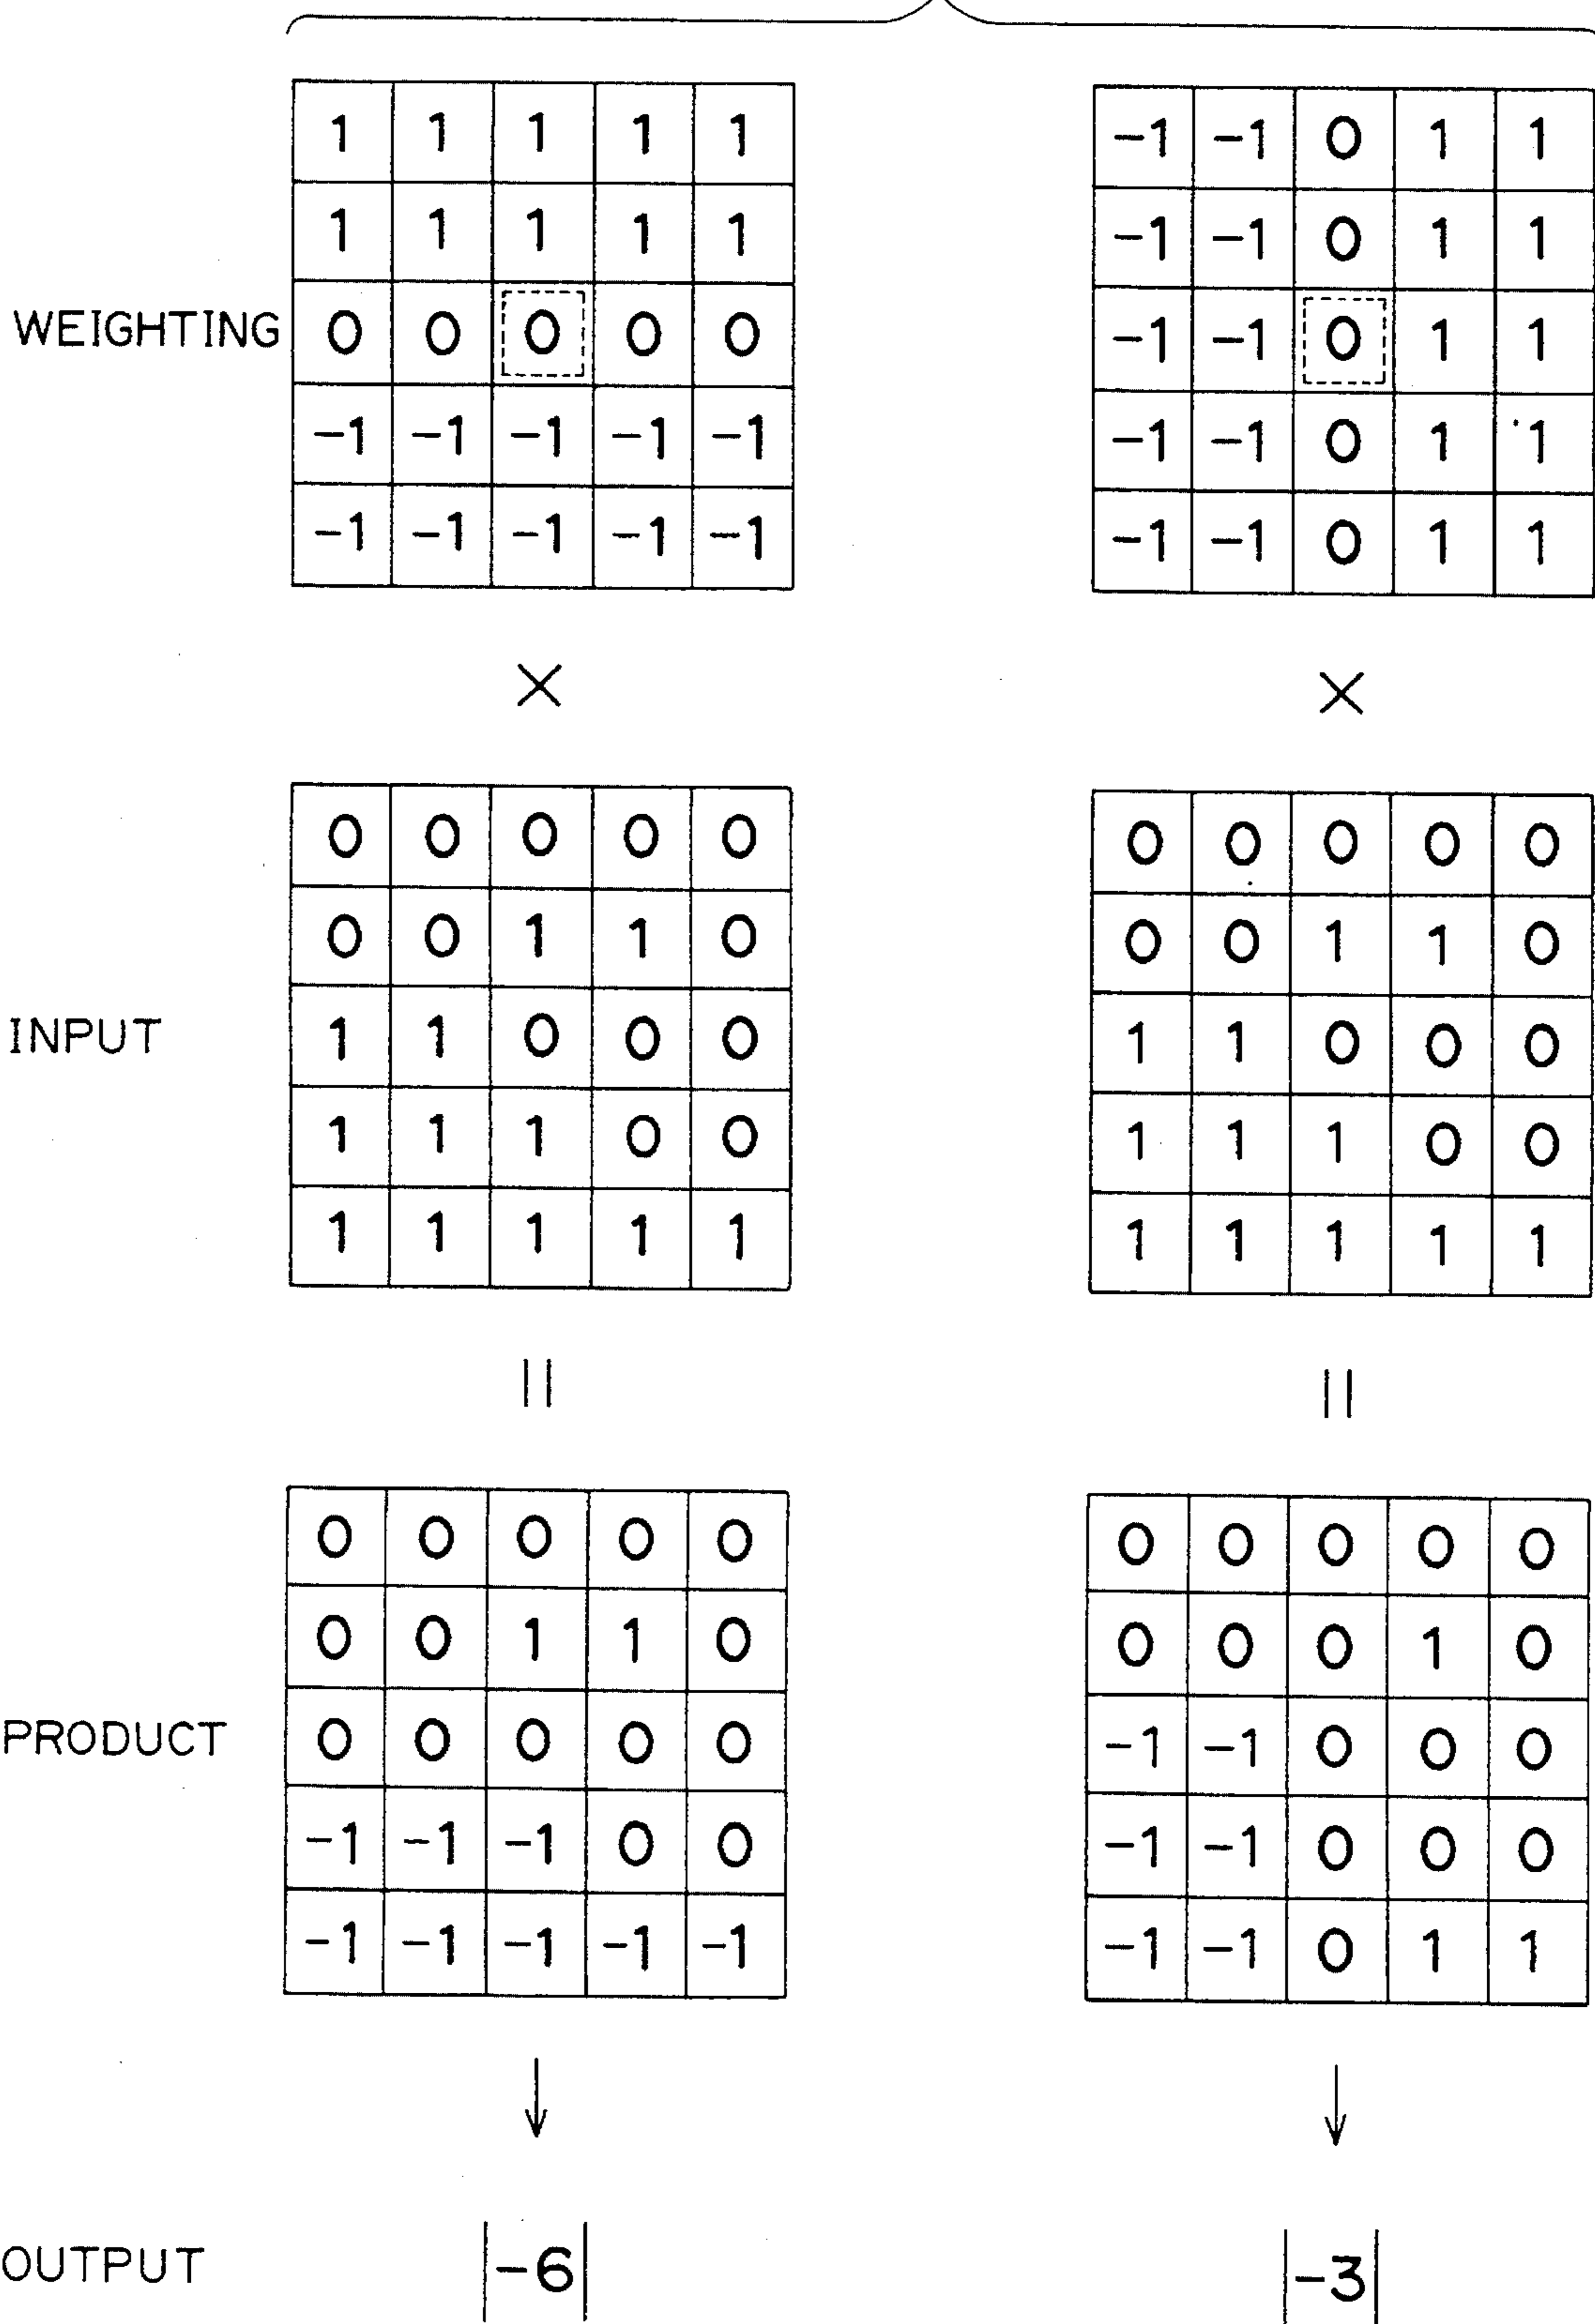 1 1 1 1 1 -1 -1 0 1 1
1 1 1 1 1 -1 -1 0 1 1
WEIGHTING 0 0 0 0 0 -1 -1 0 1 1
-1 -1 -1 -1 -1 -1 -1 0 1 1
-1 -1 -1 -1 -1 -1 -1 0 1 1
× ×
0 0 0 0 0 0 0 0 0 0
0 0 1 1 0 0 0 1 1 0
INPUT 1 1 0 0 0 1 1 0 0 0
1 1 1 0 0 1 1 1 0 0
1 1 1 1 1 1 1 1 1 1
|| ||
0 0 0 0 0 0 0 0 0 0
0 0 1 1 0 0 0 0 1 0
PRODUCT 0 0 0 0 0 -1 -1 0 0 0
-1 -1 -1 0 0 -1 -1 0 0 0
-1 -1 -1 -1 -1 -1 -1 0 1 1
↓ ↓
OUTPUT |-6| |-3|